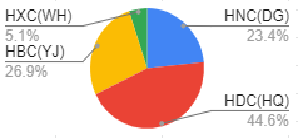 HXC(WH)
5.1%
HBC(YJ)
26.9%
HNC(DG)
23.4%
HDC(HQ)
44.6%